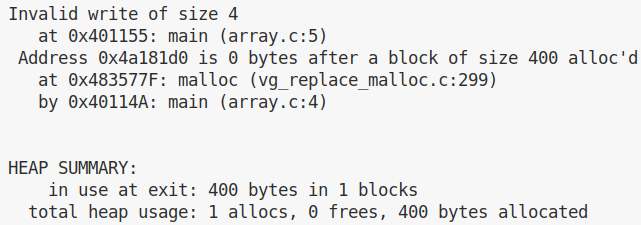 Invalid write of size 4
at 0x401155: main (array.c:5)
Address 0x4a181d0 is 0 bytes after a block of size 400 alloc'd
at 0x483577F: malloc (vg_replace_malloc.c:299)
by 0x40114A: main (array.c:4)
HEAP SUMMARY:
in use at exit: 400 bytes in 1 blocks
total heap usage: 1 allocs, 0 frees, 400 bytes allocated